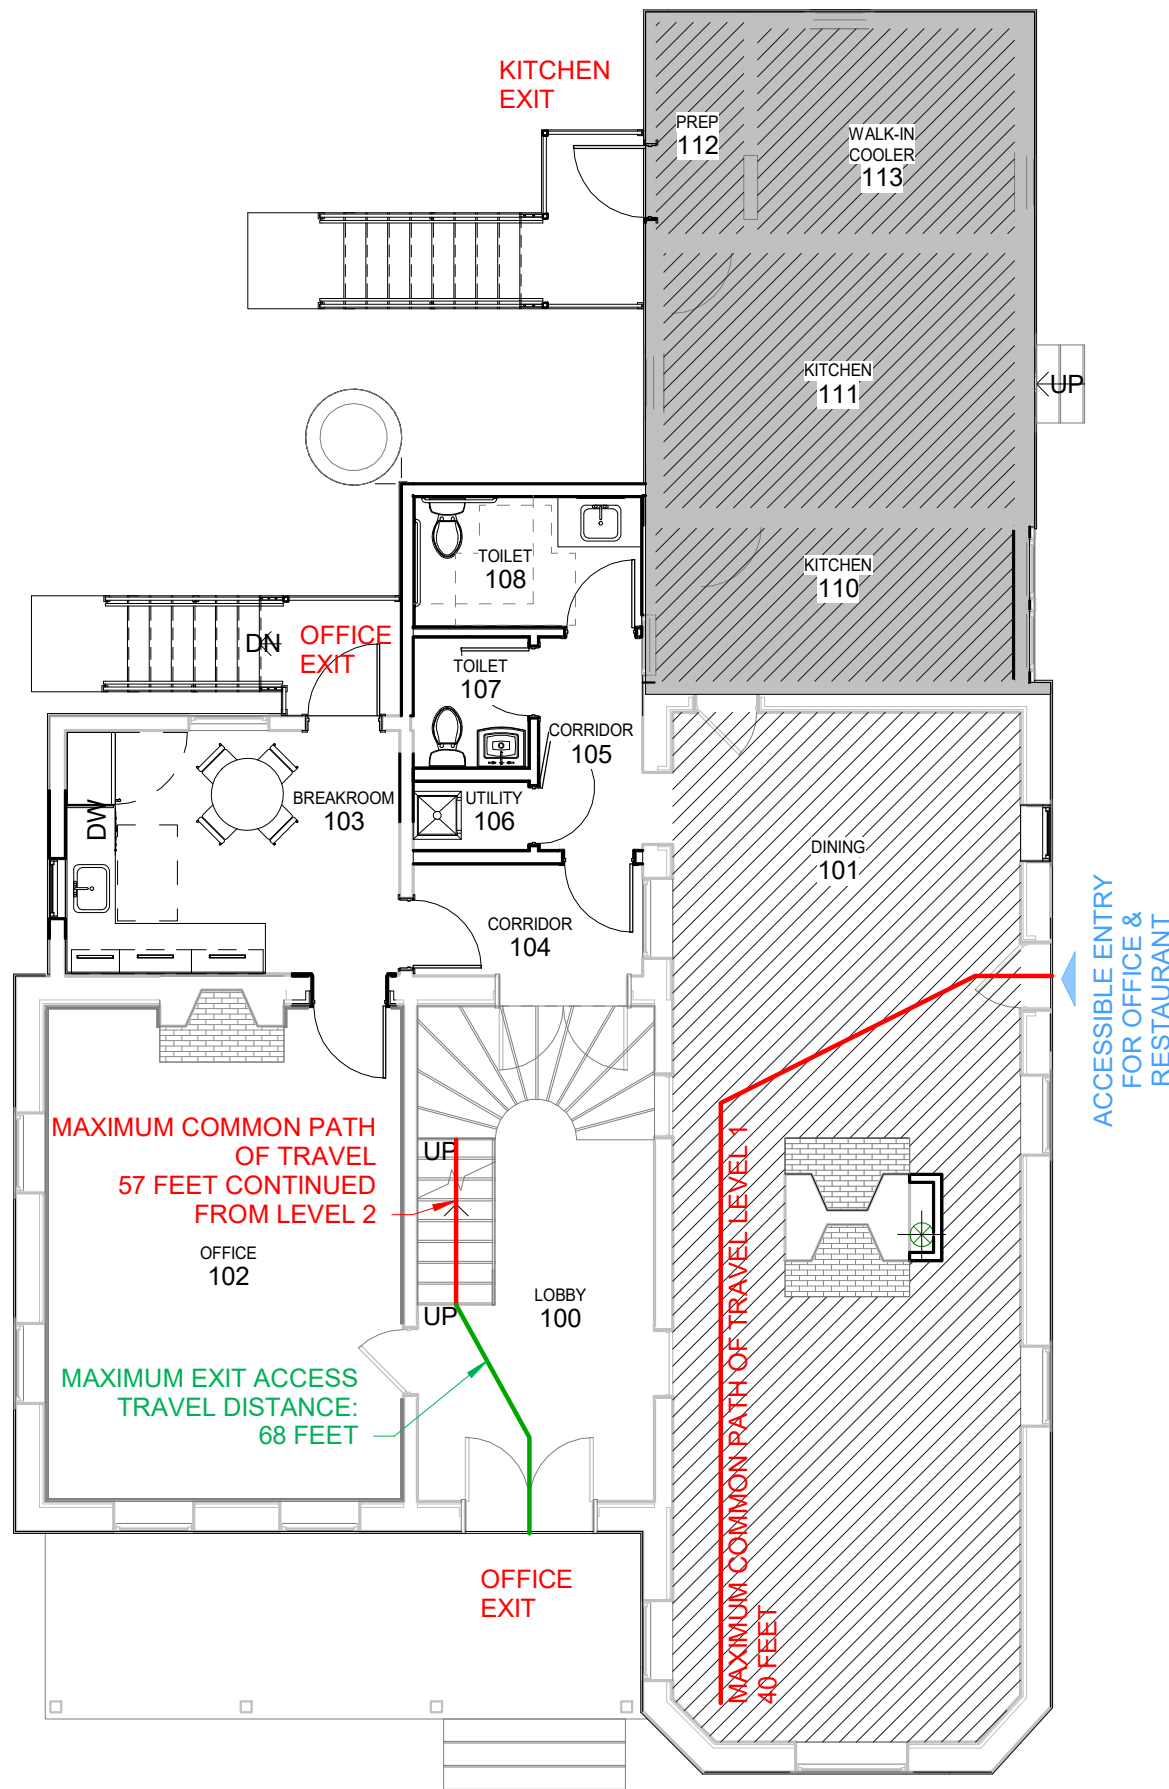 KITCHEN
EXIT
PREP
112
WALK-IN
COOLER
113
KITCHEN
111
UP
TOILET
108
KITCHEN
110
DN
OFFICE
EXIT
TOILET
107
CORRIDOR
105
BREAKROOM
103
DW
UTILITY
106
DINING
101
CORRIDOR
104
ACCESSIBLE ENTRY
FOR OFFICE &
RESTAURANT
MAXIMUM COMMON PATH
OF TRAVEL
57 FEET CONTINUED
FROM LEVEL 2
UP
OFFICE
102
LOBBY
100
UP
MAXIMUM EXIT ACCESS
TRAVEL DISTANCE:
68 FEET
MAXIMUM COMMON PATH OF TRAVEL LEVEL 1
40 FEET
OFFICE
EXIT